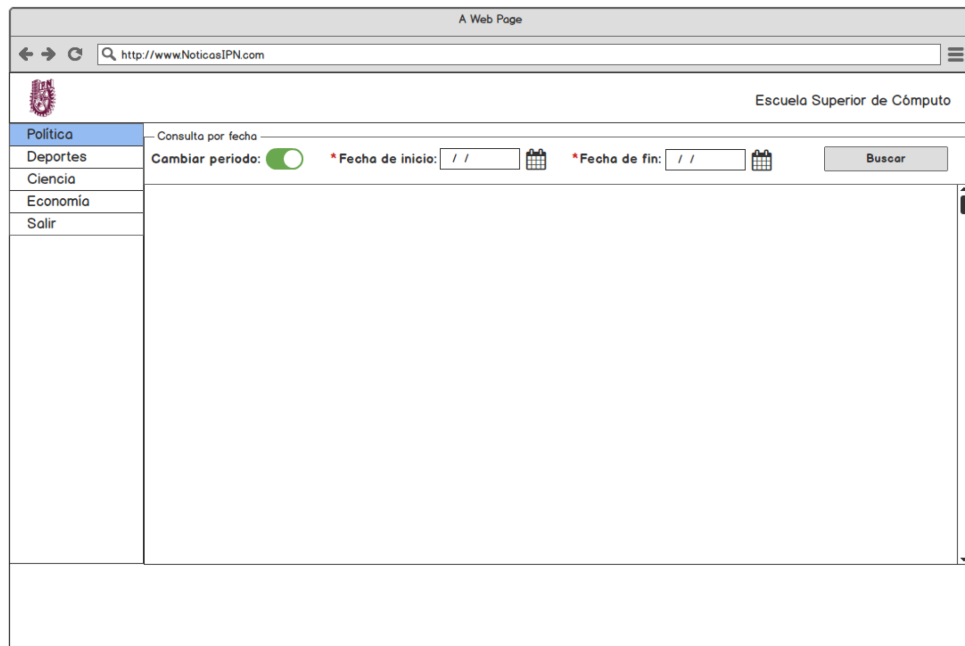 A Web Page
http://www.NoticasIPN.com
IPN
Escuela Superior de Cómputo
Política
Deportes
Ciencia
Economía
Salir
Consulta por fecha
Cambiar periodo: *Fecha de inicio: / / *Fecha de fin: / / Buscar